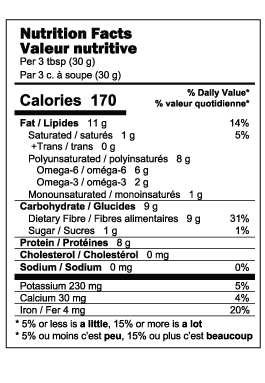 Nutrition Facts
Valeur nutritive
Per 3 tbsp (30 g)
Par 3 c. à soupe (30 g)
Calories 170
% Daily Value*
% valeur quotidienne*
Fat / Lipides 11 g 14%
Saturated / saturés 1 g 5%
+Trans / trans 0 g
Polyunsaturated / polyinsaturés 8 g
Omega-6 / oméga-6 6 g
Omega-3 / oméga-3 2 g
Monounsaturated / monoinsaturés 1 g
Carbohydrate / Glucides 9 g
Dietary Fibre / Fibres alimentaires 9 g 31%
Sugar / Sucres 1 g 1%
Protein / Protéines 8 g
Cholesterol / Cholestérol 0 mg
Sodium / Sodium 0 mg 0%
Potassium 230 mg 5%
Calcium 30 mg 4%
Iron / Fer 4 mg 20%
* 5% or less is a little, 15% or more is a lot
* 5% ou moins c'est peu, 15% ou plus c'est beaucoup